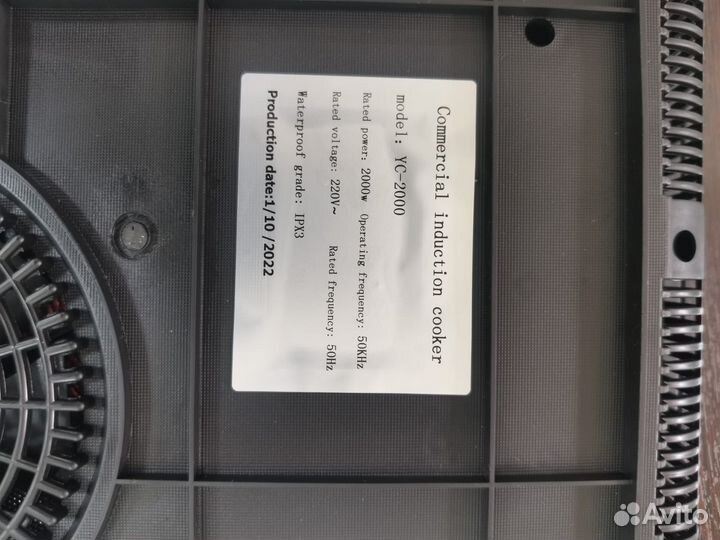 Commercial induction cooker
model: YC-2000
Rated power: 2000w Operating frequency: 50KHz
Rated voltage: 220V~ Rated frequency: 50Hz
Waterproof grade: IPX3
Production date:1/10 /2022
Avito